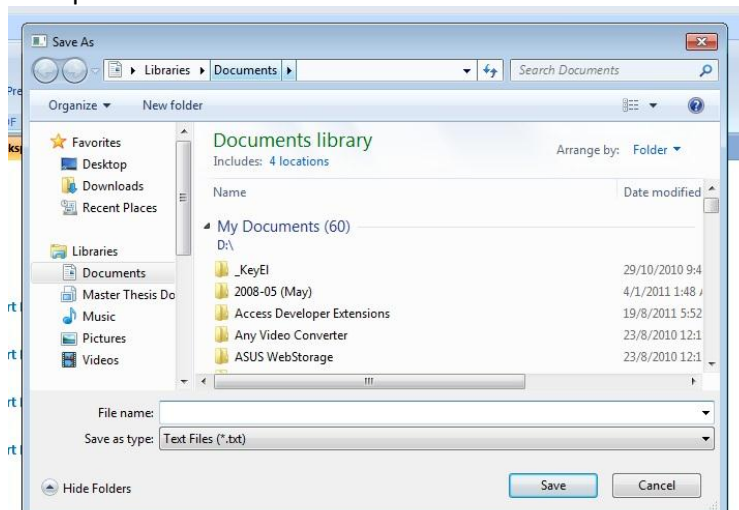 Save As
Libraries Documents
Search Documents
Organize New folder
Favorites
Desktop
Downloads
Recent Places
Libraries
Documents
Master Thesis Do
Music
Pictures
Videos
Documents library
Includes: 4 locations
Arrange by: Folder
Name Date modified
My Documents (60)
D:\
_KeyEI 29/10/2010 9:4
2008-05 (May) 4/1/2011 1:48
Access Developer Extensions 19/8/2011 5:52
Any Video Converter 23/8/2010 12:1
ASUS WebStorage 23/8/2010 12:1
File name:
Save as type: Text Files (*.txt)
Hide Folders Save Cancel